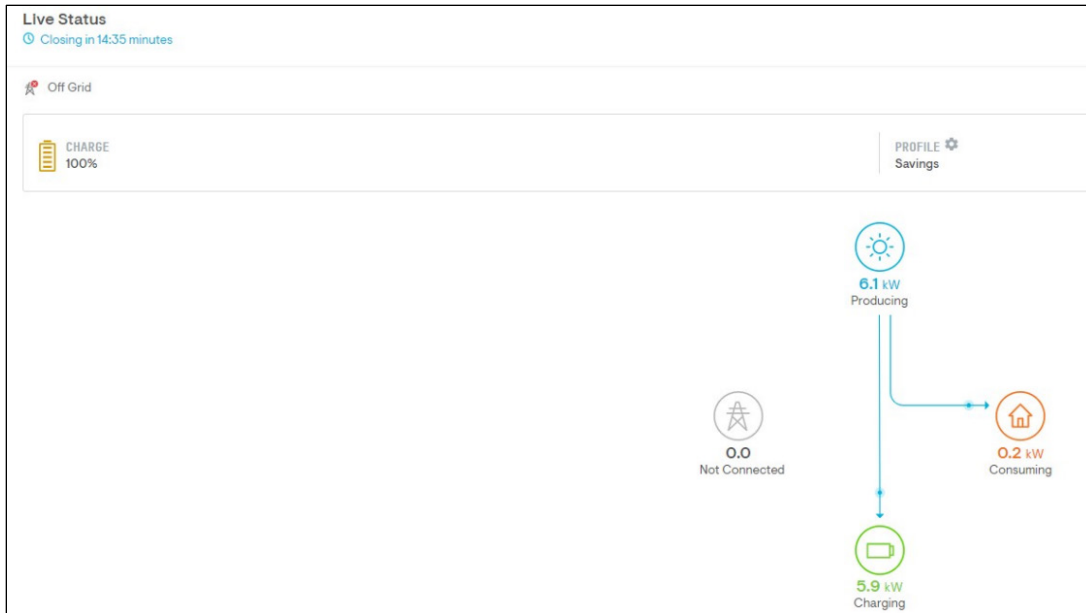 Live Status
Closing in 14:35 minutes
Off Grid
CHARGE
100%
PROFILE
Savings
6.1 kW
Producing
0.0
Not Connected
0.2 kW
Consuming
5.9 kW
Charging